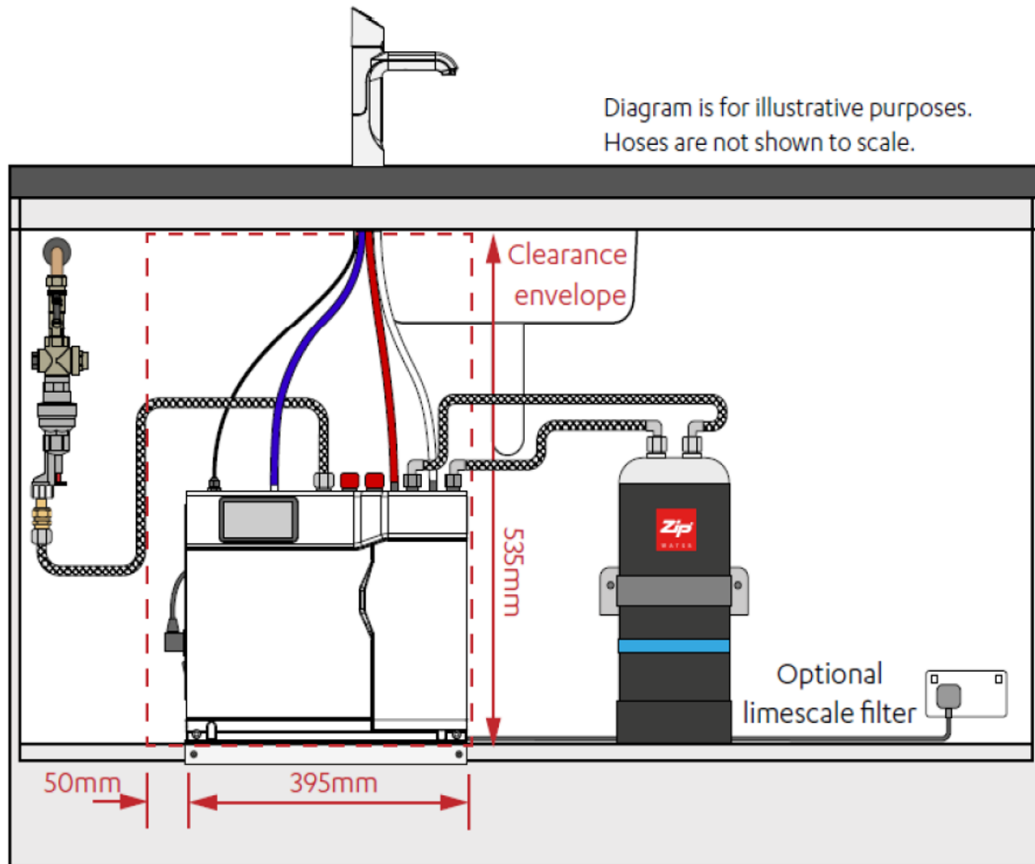 Diagram is for illustrative purposes.
Hoses are not shown to scale.
Clearance
envelope
535mm
Zip
WATER
Optional
limescale filter
50mm
395mm